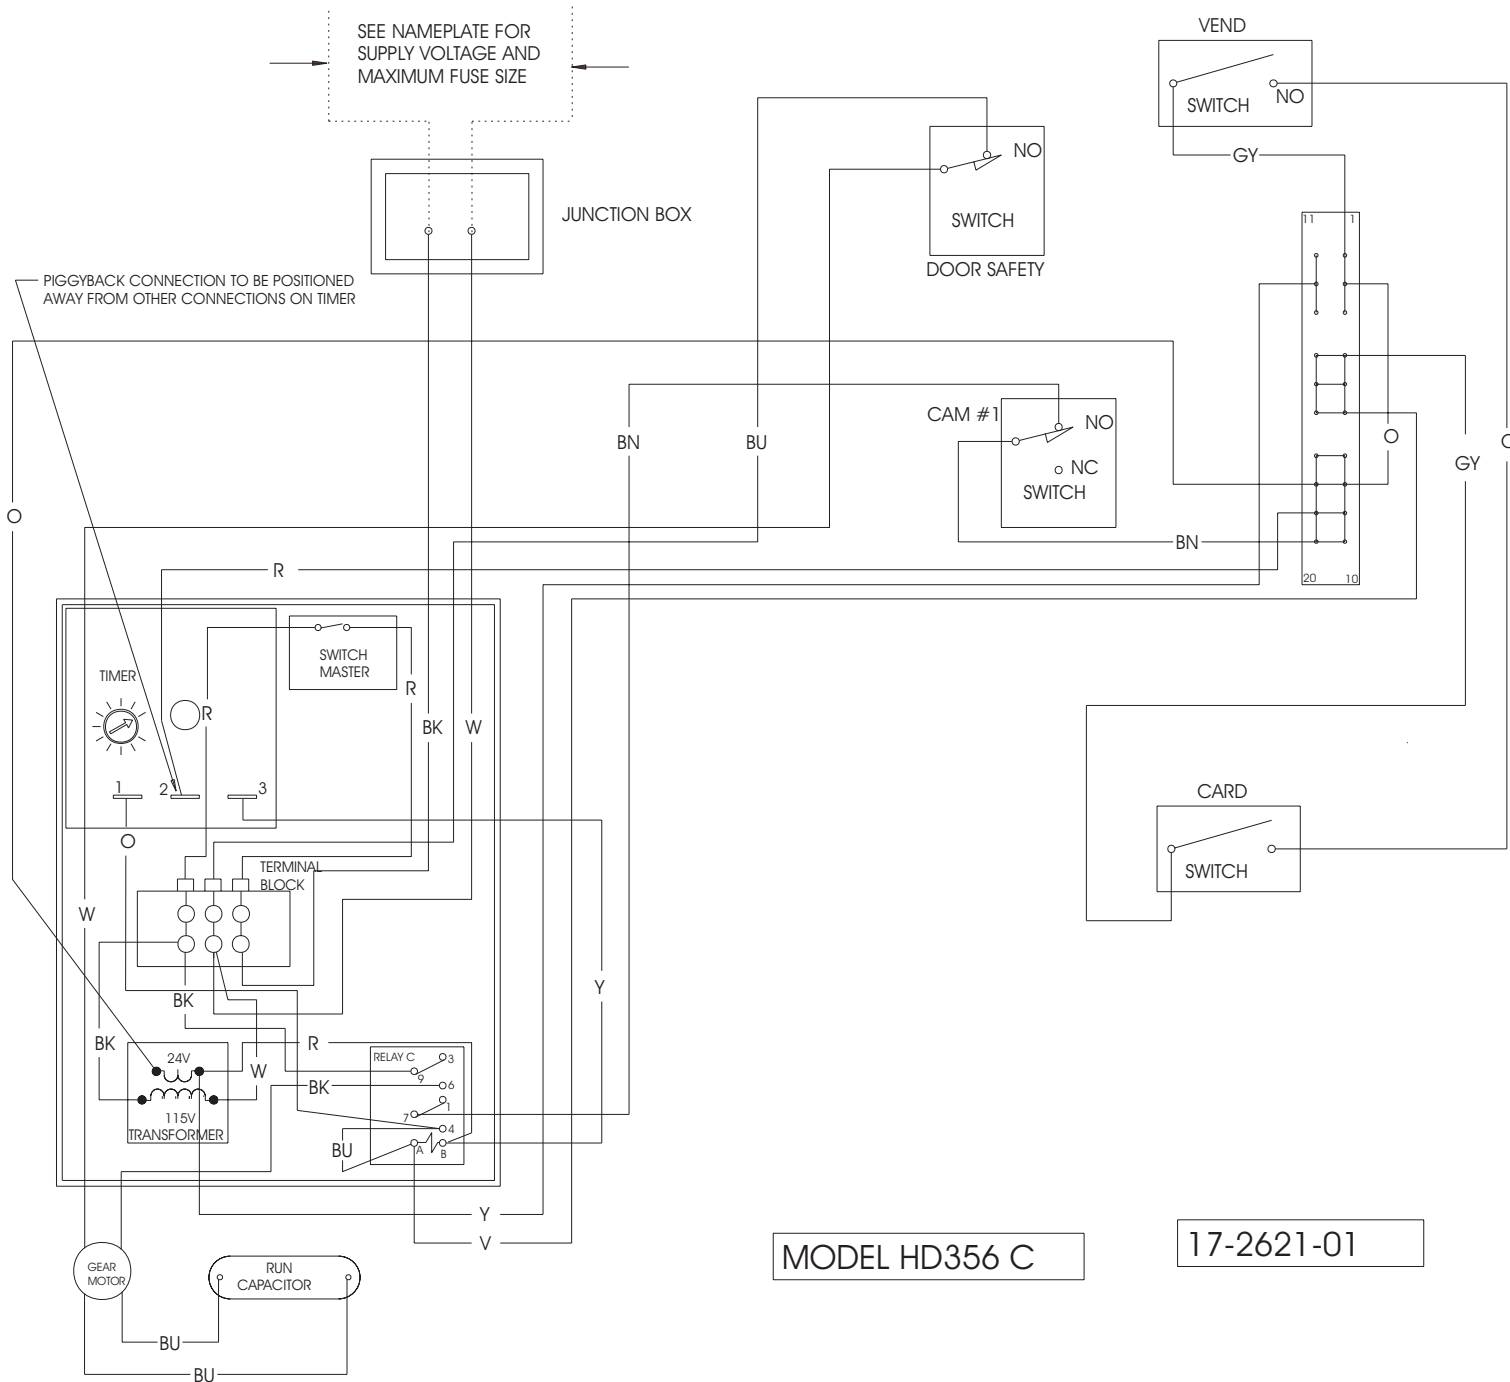 SEE NAMEPLATE FOR
SUPPLY VOLTAGE AND
MAXIMUM FUSE SIZE
VEND
SWITCH
NO
GY
JUNCTION BOX
NO
SWITCH
DOOR SAFETY
11 1
PIGGYBACK CONNECTION TO BE POSITIONED
AWAY FROM OTHER CONNECTIONS ON TIMER
CAM #1
NO
NC
SWITCH
BN
BU
O
O
GY
O
BN
R
20 10
SWITCH
MASTER
TIMER
R
R
BK
W
1
2
3
O
CARD
SWITCH
TERMINAL
BLOCK
W
BK
Y
BK
R
24V
W
RELAY C
3
9
BK
6
1
7
115V
TRANSFORMER
4
BU
A
B
Y
V
MODEL HD356 C
17-2621-01
GEAR
MOTOR
RUN
CAPACITOR
BU
BU